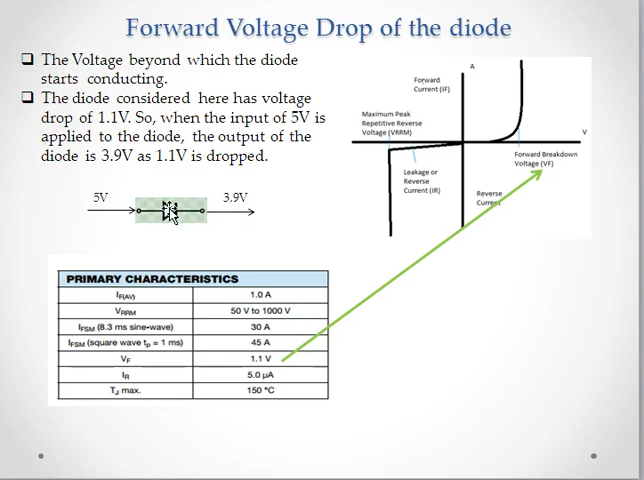 Forward Voltage Drop of the diode
The Voltage beyond which the diode
starts conducting.
The diode considered here has voltage
drop of 1.1V. So, when the input of 5V is
applied to the diode, the output of the
diode is 3.9V as 1.1V is dropped.
A
Forward
Current (IF)
Maximum Peak
Repetitive Reverse
Voltage (VRRM)
V
Forward Breakdown
Voltage (VF)
Leakage or
Reverse
Current (IR)
Reverse
Current
5V
3.9V
PRIMARY CHARACTERISTICS
IF(AV) 1.0 A
VRRM 50 V to 1000 V
IFSM (8.3 ms sine-wave) 30 A
IFSM (square wave tp = 1 ms) 45 A
VF 1.1 V
IR 5.0 μA
TJ max. 150 °C